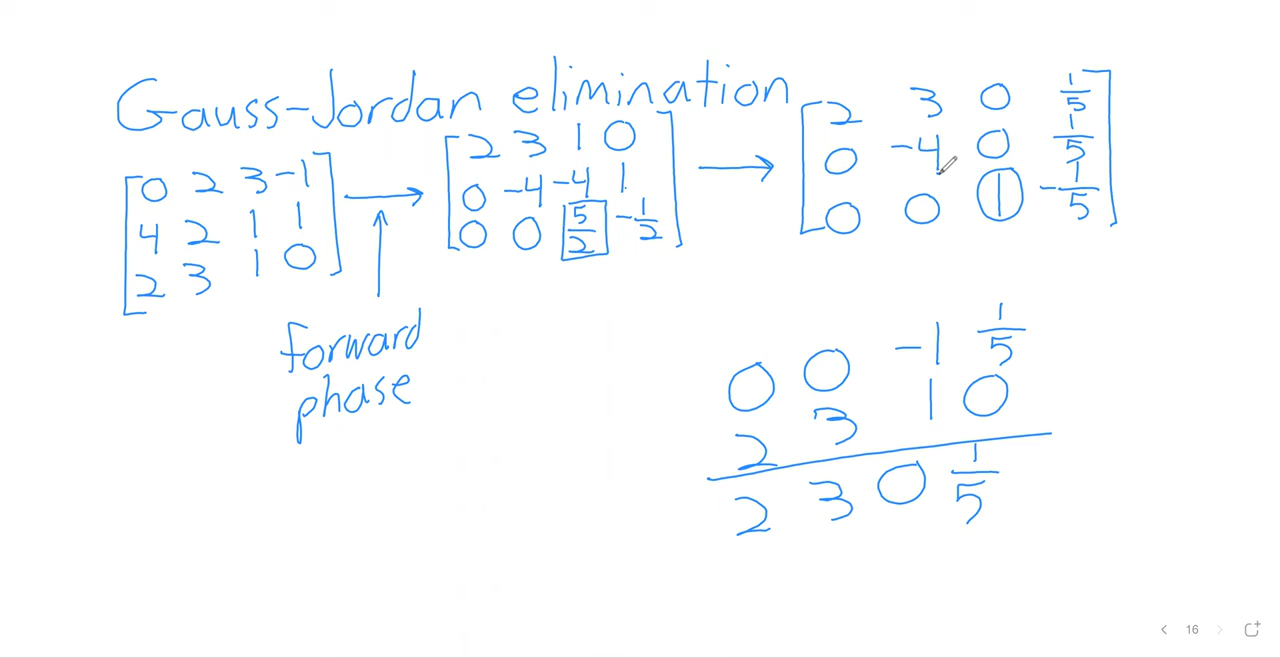 Gauss-Jordan elimination
0 2 3 -1
4 2 1 1
2 3 1 0
forward
phase
2 3 1 0
0 -4 -4 1
0 0 5/2 -1/2
2 3 0 1/5
0 -4 0 1/5
0 0 1 -1/5
0 0 -1 1/5
2 3 1 0
2 3 0 1/5
16